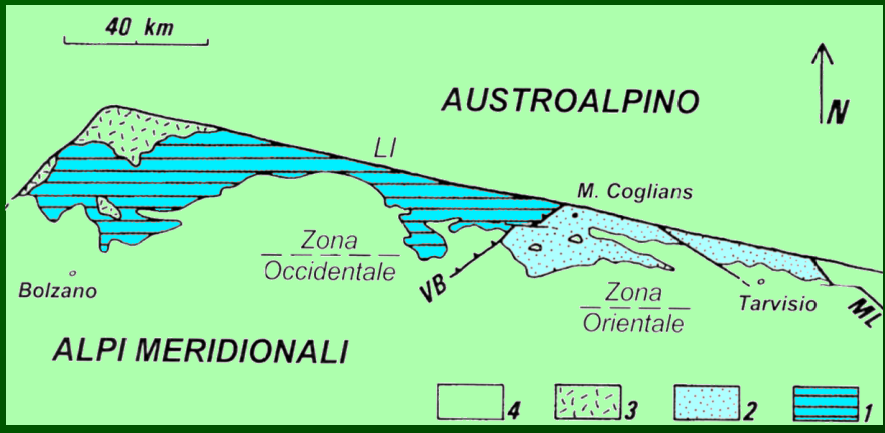 40 km
AUSTROALPINO
N
LI
M. Coglians
Zona
Occidentale
VB
Bolzano
Zona
Orientale
Tarvisio
ML
ALPI MERIDIONALI
4 3 2 1